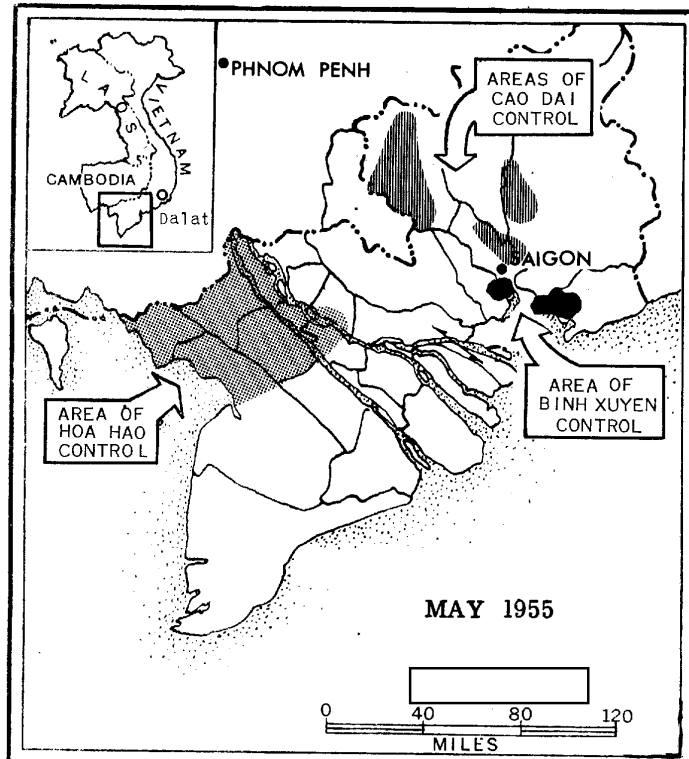 PHNOM PENH
AREAS OF
CAO DAI
CONTROL
LAOS
VIETNAM
CAMBODIA
Dalat
SAIGON
AREA OF
HOA HAO
CONTROL
AREA OF
BINH XUYEN
CONTROL
MAY 1955
0 40 80 120
MILES